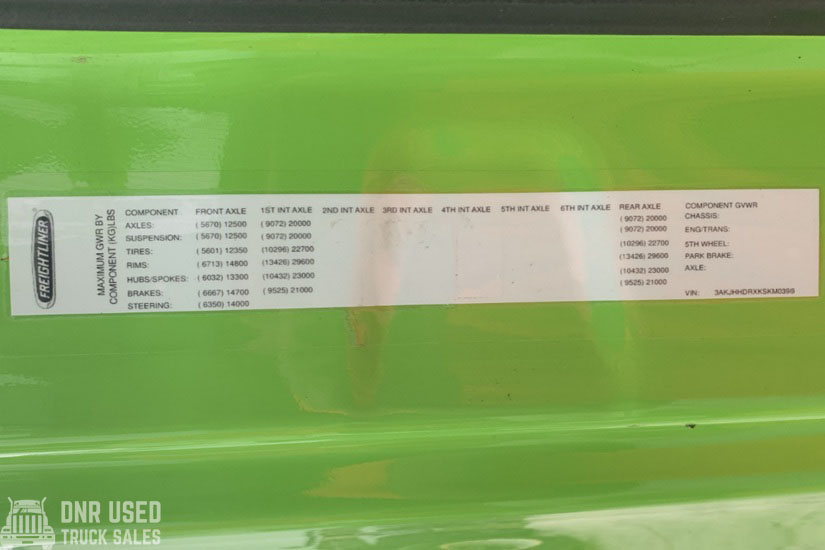 FREIGHTLINER
MAXIMUM GWR BY
COMPONENT (KG)LBS
COMPONENT FRONT AXLE 1ST INT AXLE 2ND INT AXLE 3RD INT AXLE 4TH INT AXLE 5TH INT AXLE 6TH INT AXLE REAR AXLE COMPONENT GVWR
AXLES: ( 5670) 12500 (9072) 20000 (9072) 20000 CHASSIS:
SUSPENSION: ( 5670) 12500 (9072) 20000 (9072) 20000 ENG/TRANS:
TIRES: ( 5601) 12350 (10296) 22700 (10296) 22700 5TH WHEEL:
RIMS: ( 6713) 14800 (13426) 29600 (13426) 29600 PARK BRAKE:
HUBS/SPOKES: ( 6032) 13300 (10432) 23000 (10432) 23000 AXLE:
BRAKES: ( 6667) 14700 (9525) 21000 (9525) 21000
STEERING: ( 6350) 14000 VIN: 3AKJHHDRXKSKM0399
DNR USED
TRUCK SALES